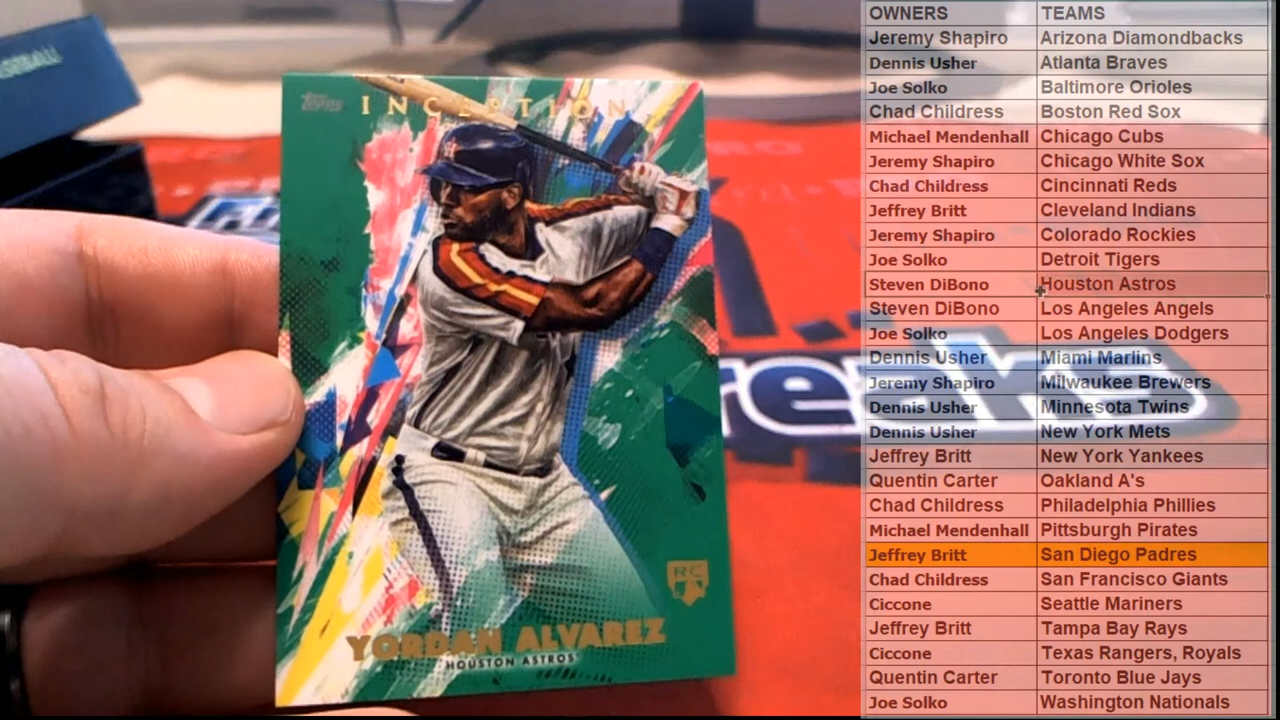 Topps
INCEPTION
YORDAN ALVAREZ
HOUSTON ASTROS
RC
OWNERS TEAMS
Jeremy Shapiro Arizona Diamondbacks
Dennis Usher Atlanta Braves
Joe Solko Baltimore Orioles
Chad Childress Boston Red Sox
Michael Mendenhall Chicago Cubs
Jeremy Shapiro Chicago White Sox
Chad Childress Cincinnati Reds
Jeffrey Britt Cleveland Indians
Jeremy Shapiro Colorado Rockies
Joe Solko Detroit Tigers
Steven DiBono Houston Astros
Steven DiBono Los Angeles Angels
Joe Solko Los Angeles Dodgers
Dennis Usher Miami Marlins
Jeremy Shapiro Milwaukee Brewers
Dennis Usher Minnesota Twins
Dennis Usher New York Mets
Jeffrey Britt New York Yankees
Quentin Carter Oakland A's
Chad Childress Philadelphia Phillies
Michael Mendenhall Pittsburgh Pirates
Jeffrey Britt San Diego Padres
Chad Childress San Francisco Giants
Ciccone Seattle Mariners
Jeffrey Britt Tampa Bay Rays
Ciccone Texas Rangers, Royals
Quentin Carter Toronto Blue Jays
Joe Solko Washington Nationals